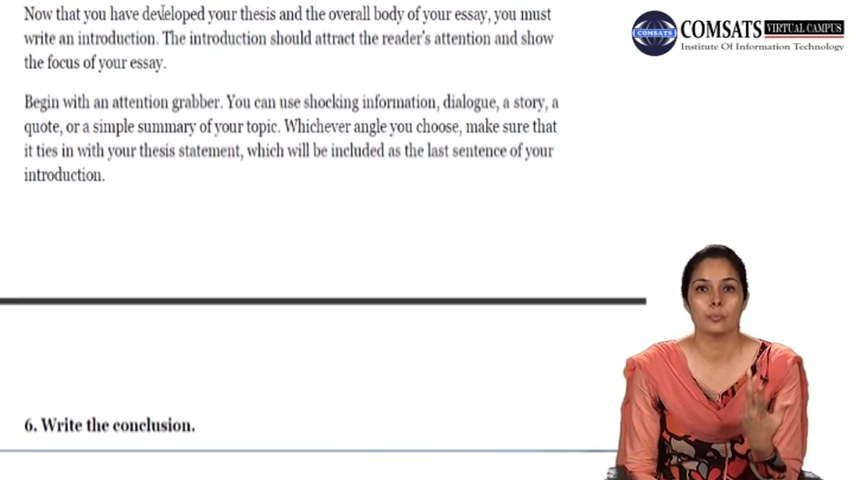 Now that you have developed your thesis and the overall body of your essay, you must
write an introduction. The introduction should attract the reader's attention and show
the focus of your essay.
Begin with an attention grabber. You can use shocking information, dialogue, a story, a
quote, or a simple summary of your topic. Whichever angle you choose, make sure that
it ties in with your thesis statement, which will be included as the last sentence of your
introduction.
6. Write the conclusion.
COMSATS
COMSATS VIRTUAL CAMPUS
Institute Of Information Technology